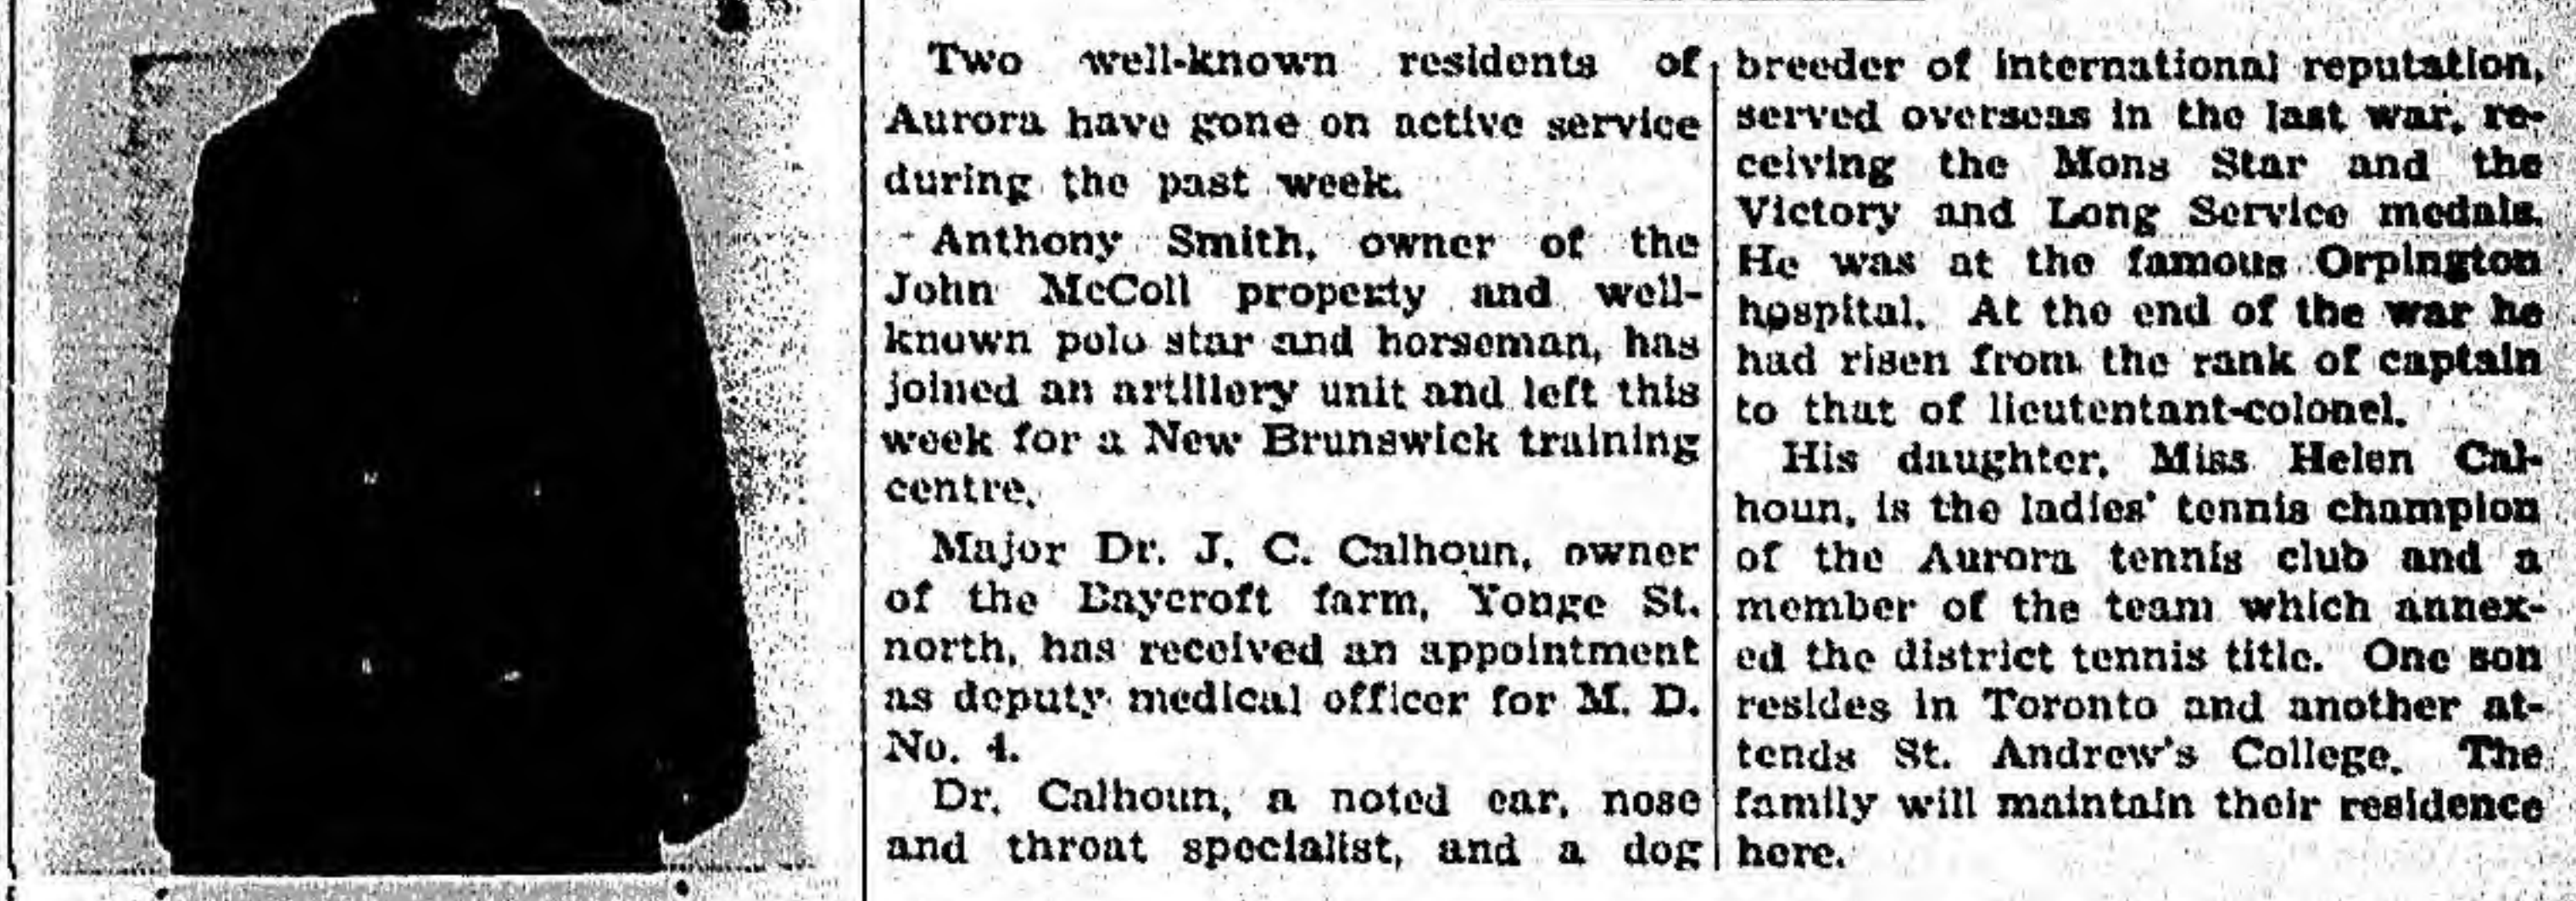 Two well-known residents of
Aurora have gone on active service
during the past week.
Anthony Smith, owner of the
John McColl property and well-
known polo star and horseman, has
joined an artillery unit and left this
week for a New Brunswick training
centre.
Major Dr. J. C. Calhoun, owner
of the Baycroft farm, Yonge St.
north, has received an appointment
as deputy medical officer for M. D.
No. 4.
Dr. Calhoun, a noted ear, nose
and throat specialist, and a dog
breeder of international reputation,
served overseas in the last war, re-
ceiving the Mons Star and the
Victory and Long Service medals.
He was at the famous Orpington
hospital. At the end of the war he
had risen from the rank of captain
to that of lieutentant-colonel.
His daughter, Miss Helen Cal-
houn, is the ladies' tennis champion
of the Aurora tennis club and a
member of the team which annex-
ed the district tennis title. One son
resides in Toronto and another at-
tends St. Andrew's College. The
family will maintain their residence
here.